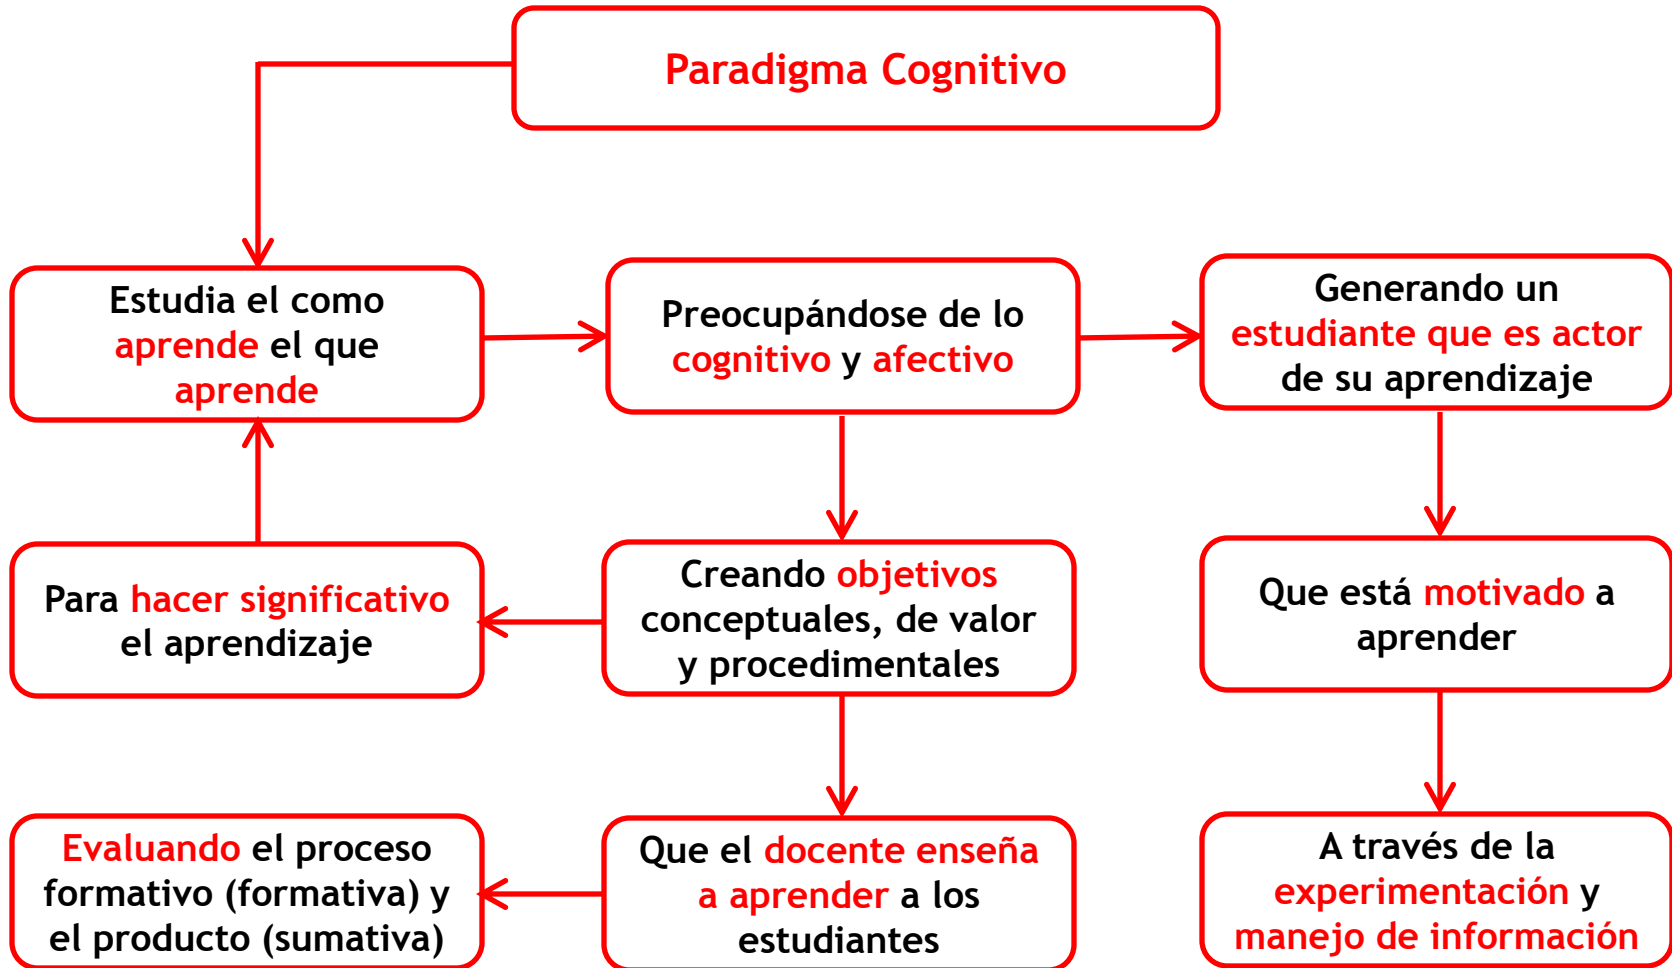 Paradigma Cognitivo
Estudia el como
aprende el que
aprende
Preocupándose de lo
cognitivo y afectivo
Generando un
estudiante que es actor
de su aprendizaje
Para hacer significativo
el aprendizaje
Creando objetivos
conceptuales, de valor
y procedimentales
Que está motivado a
aprender
Evaluando el proceso
formativo (formativa) y
el producto (sumativa)
Que el docente enseña
a aprender a los
estudiantes
A través de la
experimentación y
manejo de información